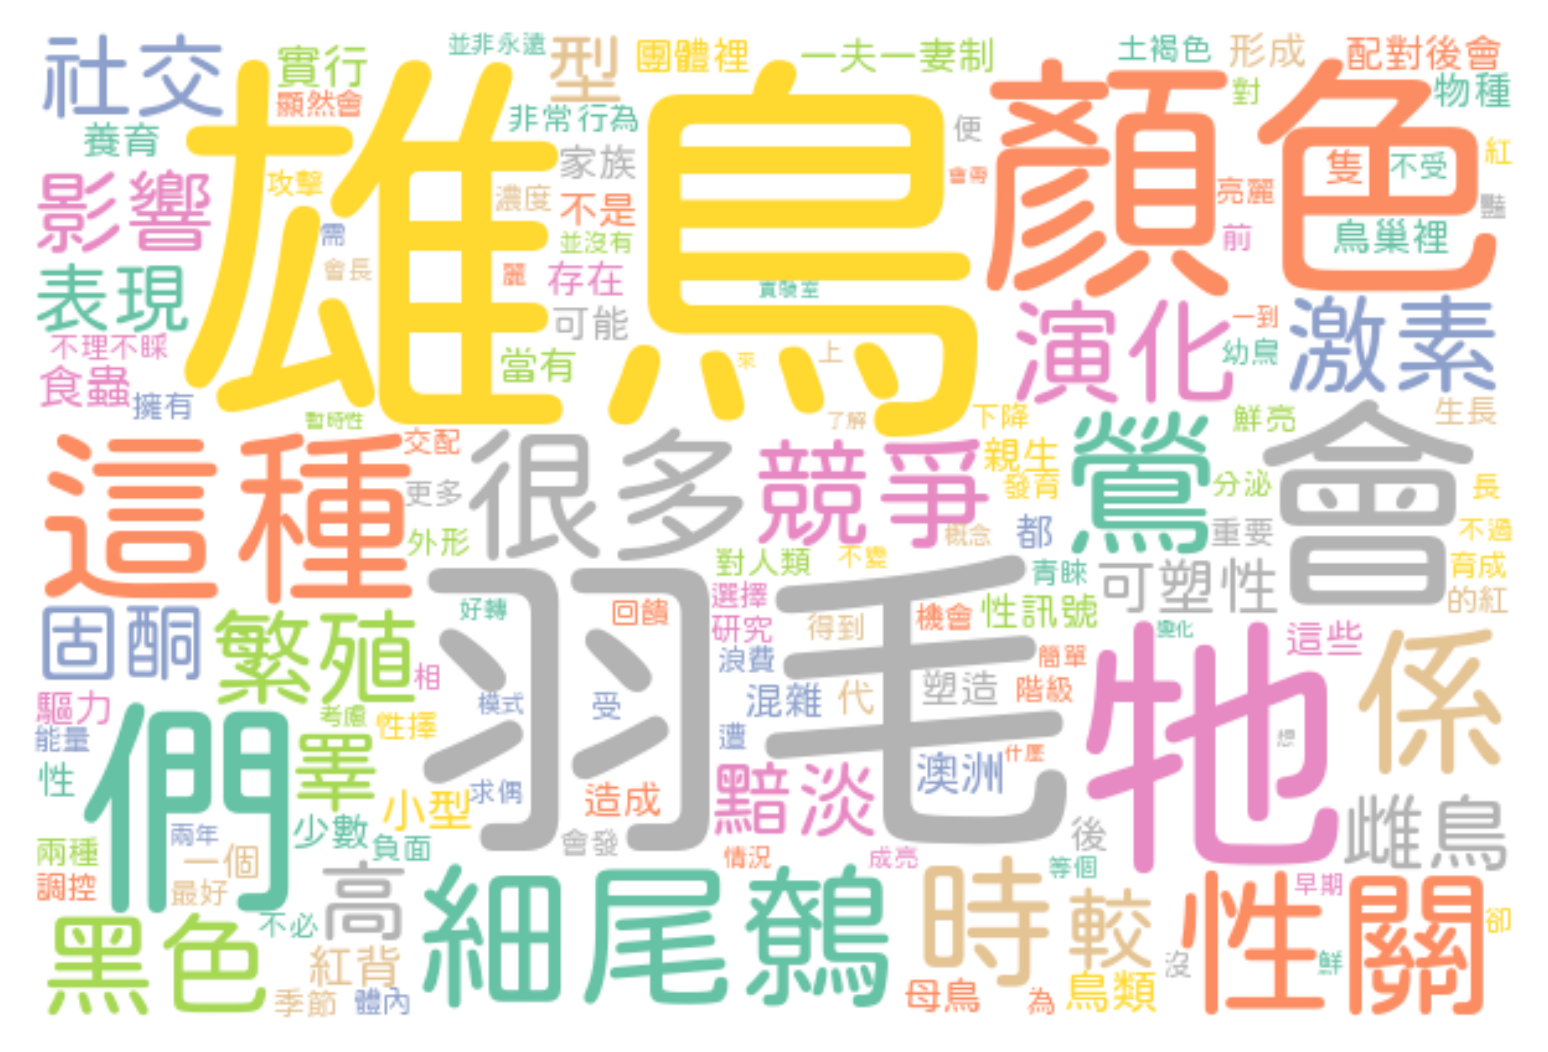 社交
實行
並非永遠
型
團體裡
一夫一妻制
土褐色
形成
配對後會
顯然會
非常行為
對
物種
養育
雄鳥
顏色
便
家族
紅
影響
攻擊
濃度
不是
會帶
隻
不受
亮麗
豔
需
並沒有
前
鳥巢裡
表現
會長
麗
存在
實驗室
可能
演化
一到
激素
不理不睬
當有
來
上
幼鳥
食蟲
擁有
暫時性
了解
下降
鮮亮
生長
這種
交配
很多
競爭
親生
鶯
會
更多
發育
分泌
長
外形
概念
都
重要
不過
對人類
不變
青睞
可塑性
育成
的紅
羽毛
固酮
繁殖
好轉
回饋
選擇
研究
得到
機會
性訊號
變化
牠
這些
係
相
浪費
簡單
驅力
模式
受
混雜
代
塑造
階級
能量
們
考慮
性擇
遭
想
睪
性
求偶
造成
黯淡
澳洲
什麼
小型
少數
負面
兩年
會發
後
雌鳥
兩種
一個
情況
成亮
等個
調控
最好
高
細尾鷯
時
較
性關
早期
黑色
不必
卻
紅背
沒
鮮
季節
體內
母鳥
為
鳥類